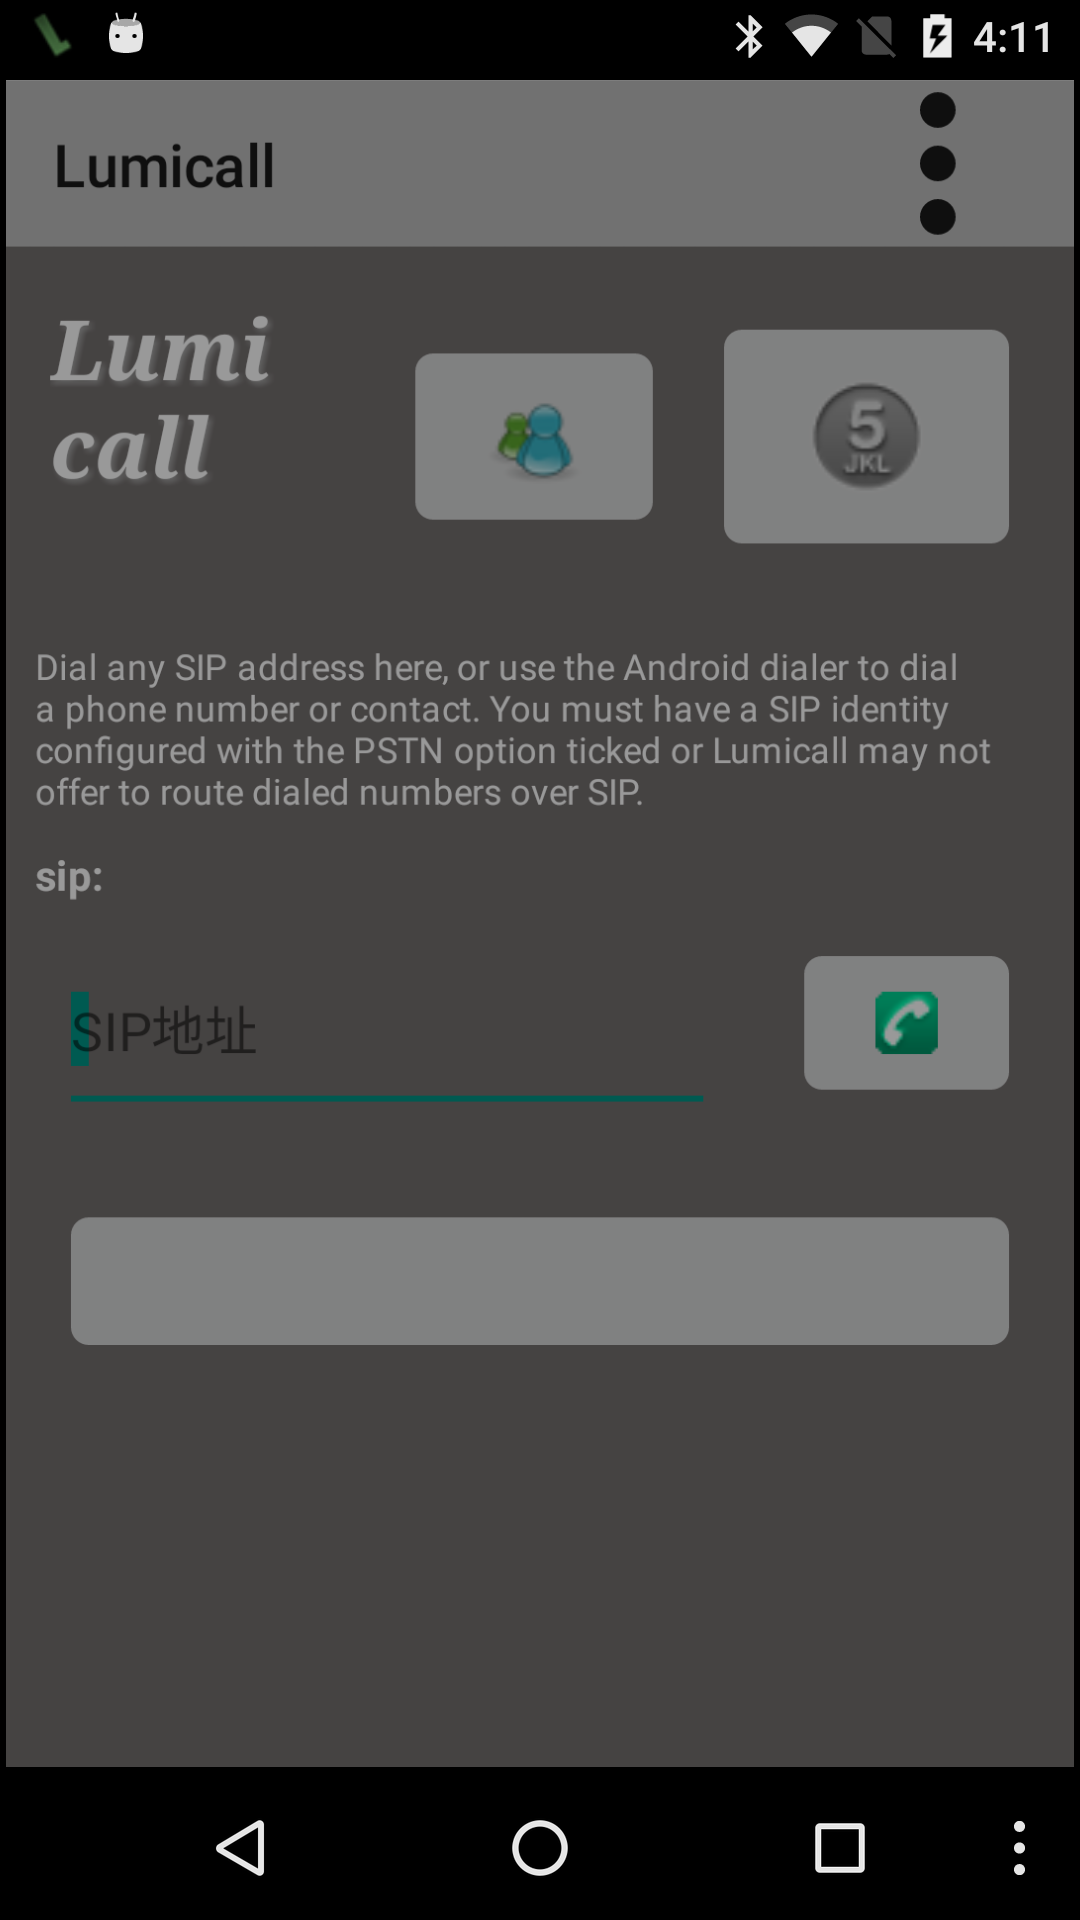 4:11
Lumicall
Lumi
call
5
JKL
Dial any SIP address here, or use the Android dialer to dial
a phone number or contact. You must have a SIP identity
configured with the PSTN option ticked or Lumicall may not
offer to route dialed numbers over SIP.
sip:
SIP地址